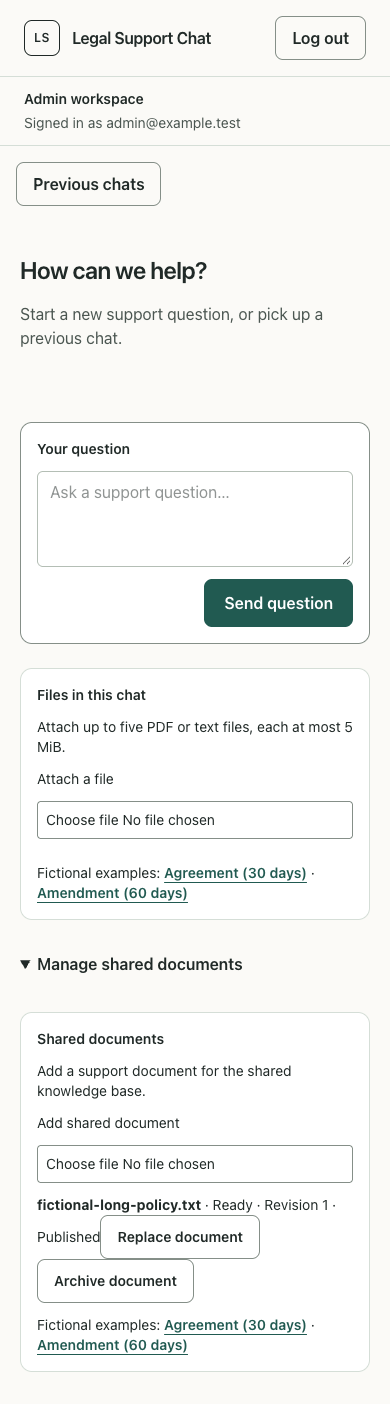 LS Legal Support Chat Log out
Admin workspace
Signed in as admin@example.test
Previous chats
How can we help?
Start a new support question, or pick up a
previous chat.
Your question
Ask a support question...
Send question
Files in this chat
Attach up to five PDF or text files, each at most 5
MiB.
Attach a file
Choose file No file chosen
Fictional examples: Agreement (30 days) ·
Amendment (60 days)
▼ Manage shared documents
Shared documents
Add a support document for the shared
knowledge base.
Add shared document
Choose file No file chosen
fictional-long-policy.txt · Ready · Revision 1 ·
Published Replace document
Archive document
Fictional examples: Agreement (30 days) ·
Amendment (60 days)